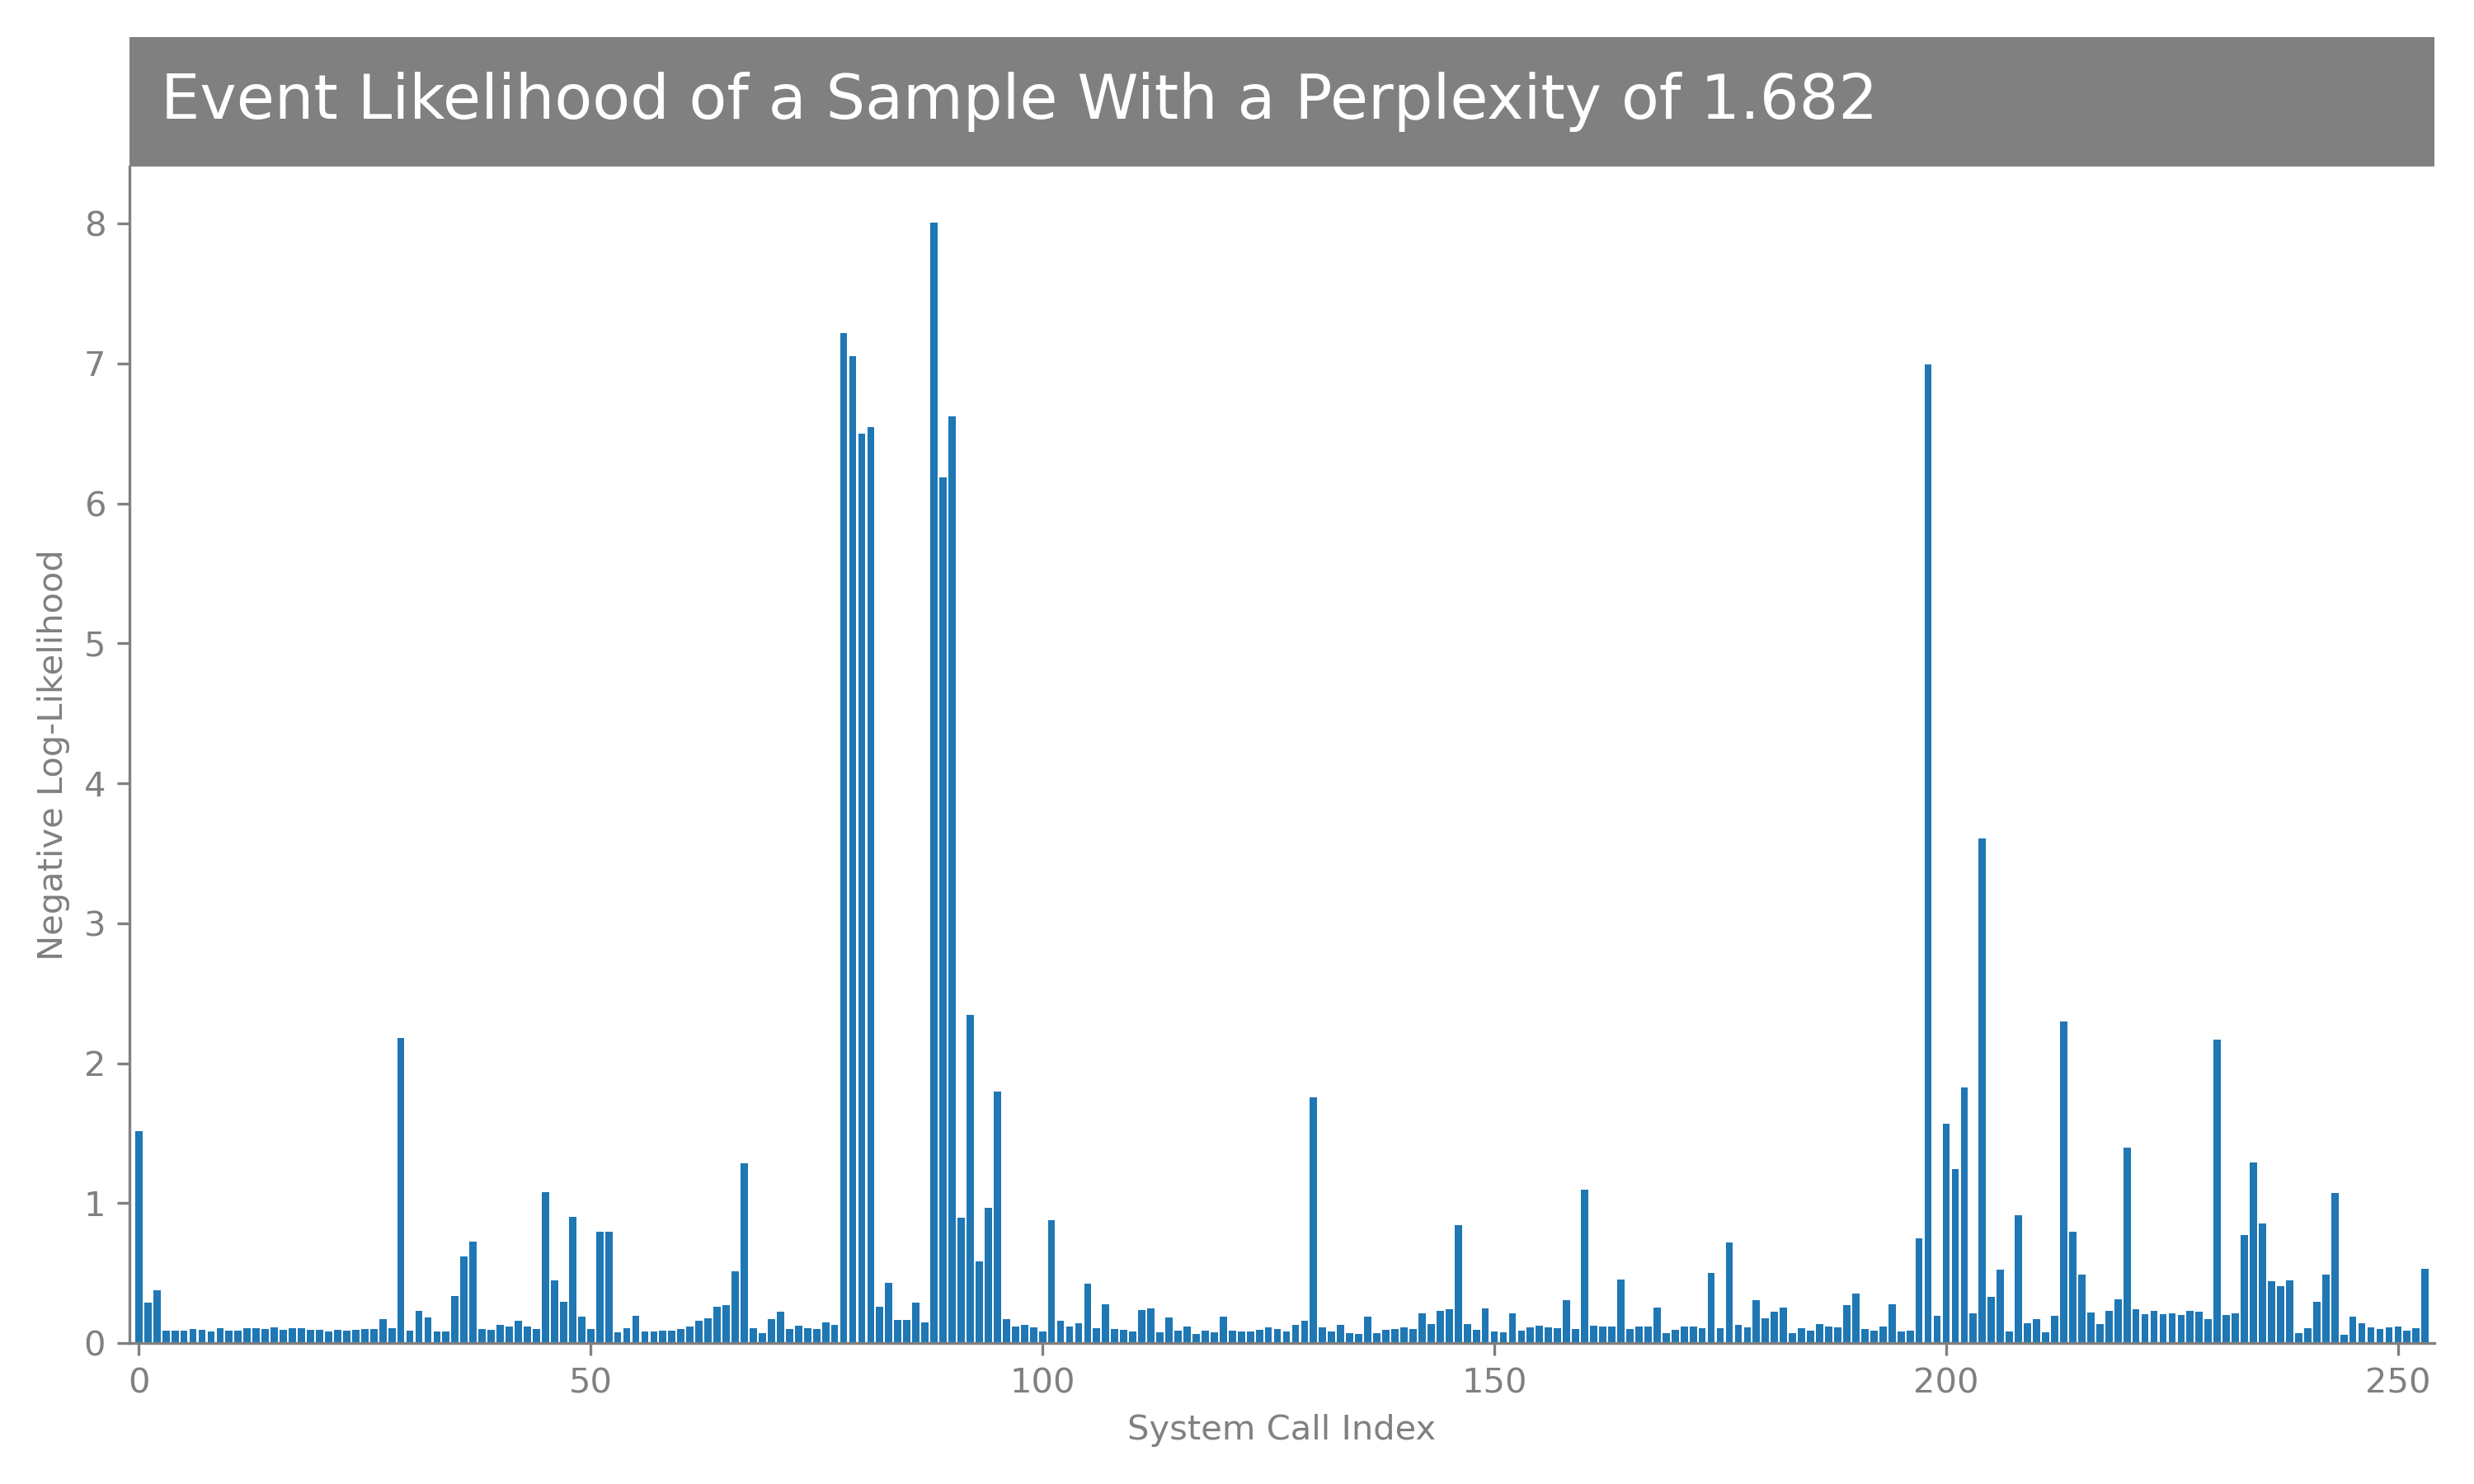 Event Likelihood of a Sample With a Perplexity of 1.682
8
7
6
5
4
3
2
1
0
Negative Log-Likelihood
0 50 100 150 200 250
System Call Index